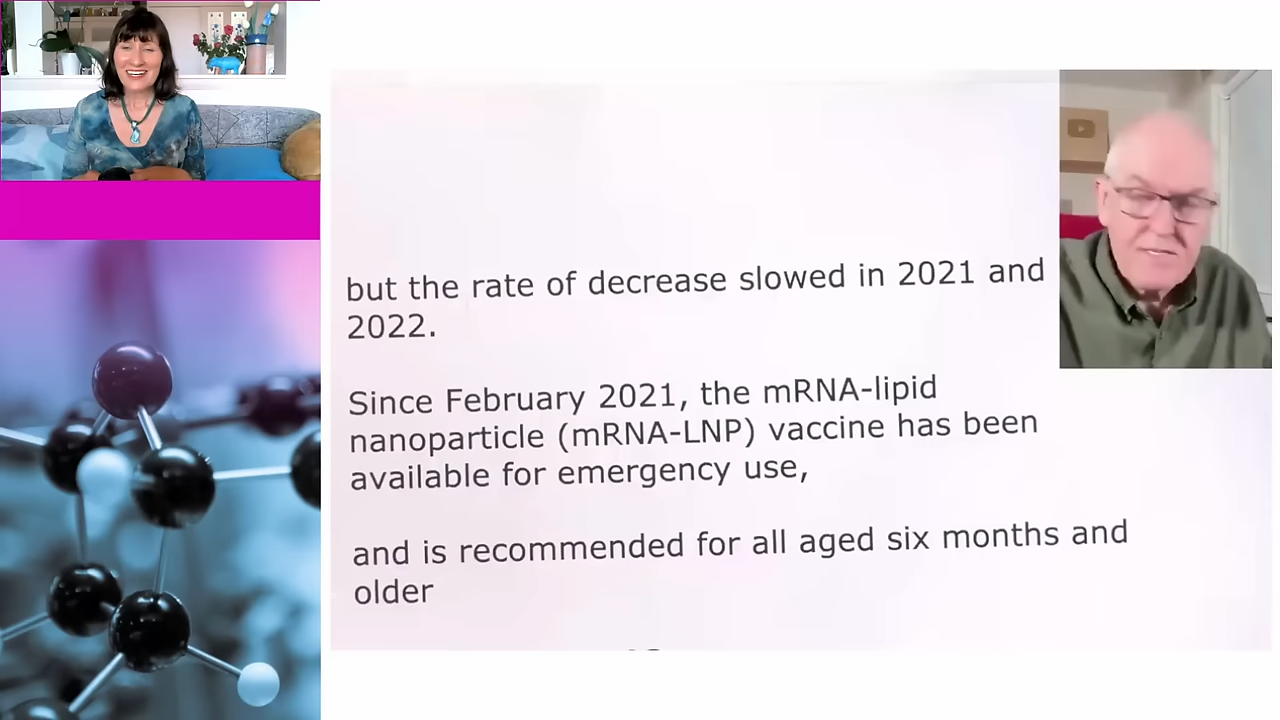 but the rate of decrease slowed in 2021 and
2022.
Since February 2021, the mRNA-lipid
nanoparticle (mRNA-LNP) vaccine has been
available for emergency use,
and is recommended for all aged six months and
older